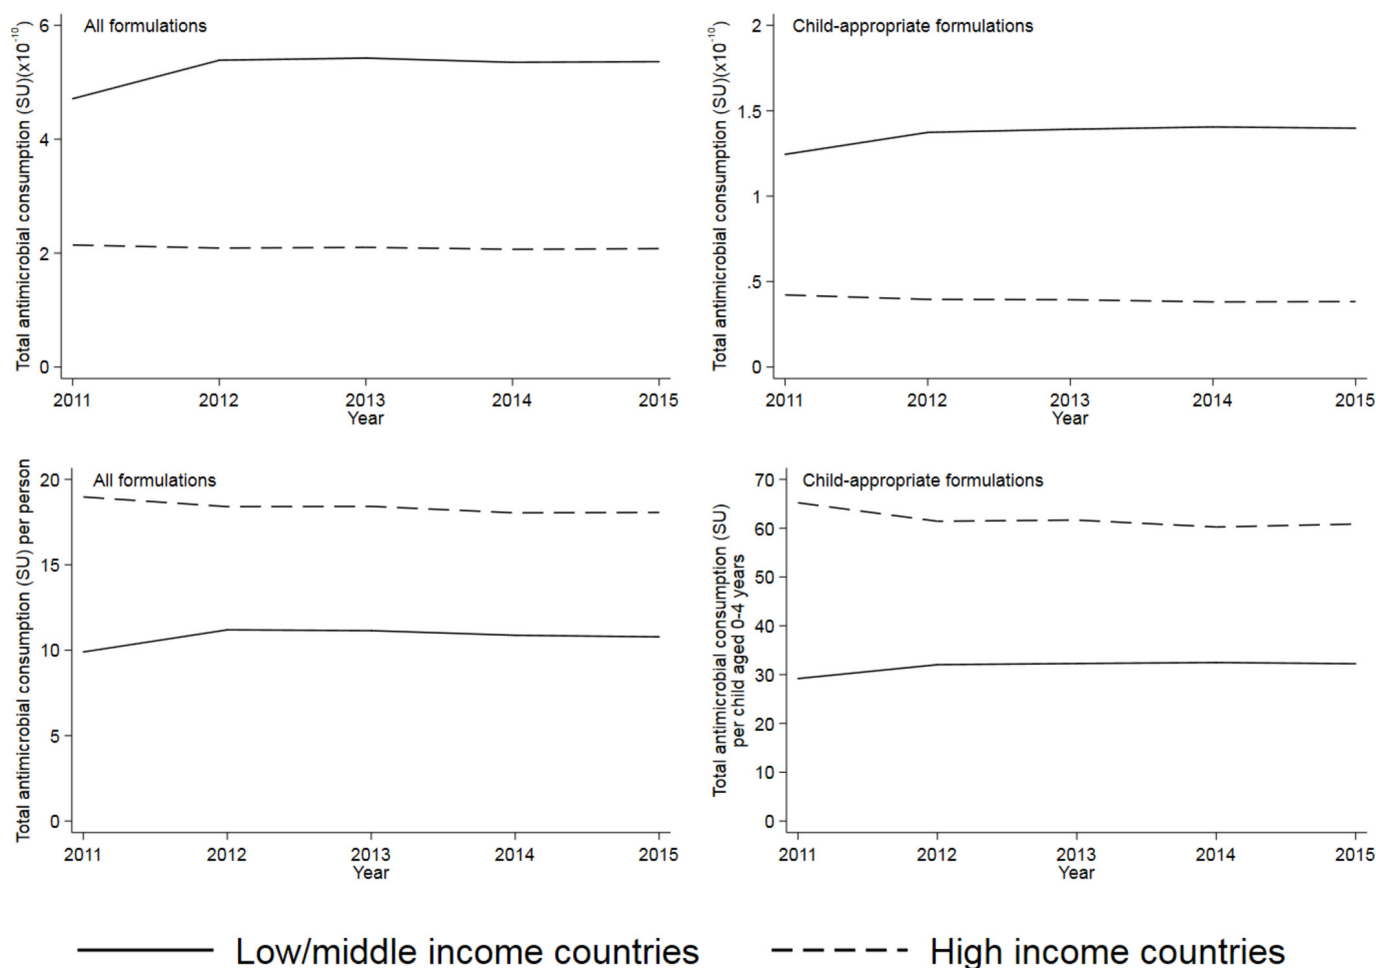 Total antimicrobial consumption (SU)(x10⁻¹⁰)
All formulations
6
4
2
0
2011 2012 2013 2014 2015
Year
Total antimicrobial consumption (SU)(x10⁻¹⁰)
Child-appropriate formulations
2
1.5
1
.5
0
2011 2012 2013 2014 2015
Year
Total antimicrobial consumption (SU) per person
All formulations
20
15
10
5
0
2011 2012 2013 2014 2015
Year
Total antimicrobial consumption (SU)
per child aged 0-4 years
Child-appropriate formulations
70
60
50
40
30
20
10
0
2011 2012 2013 2014 2015
Year
Low/middle income countries
High income countries